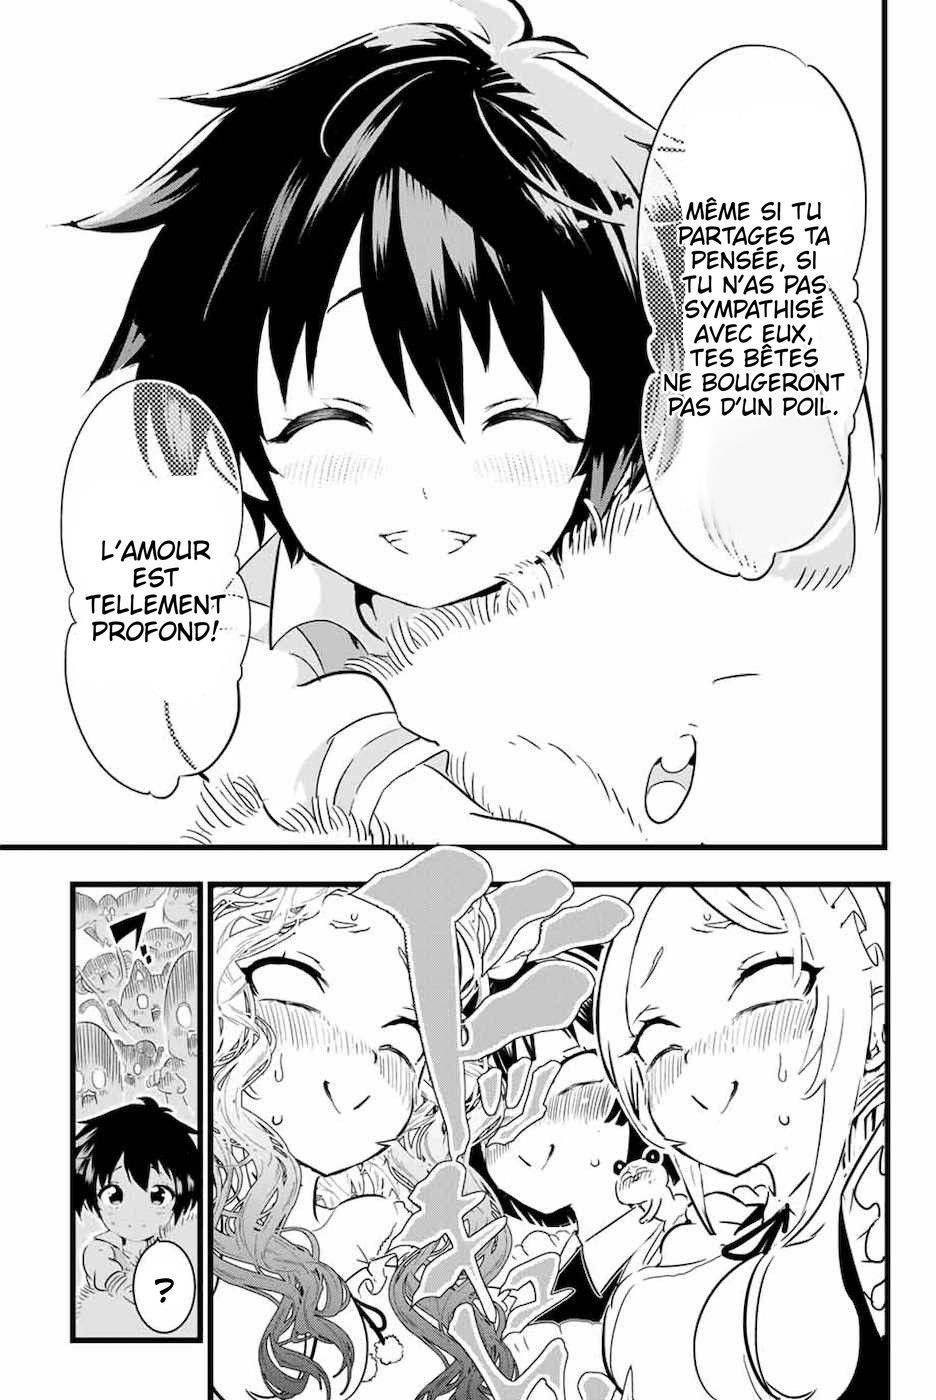 MÊME SI TU
PARTAGES TA
PENSÉE, SI
TU N'AS PAS
SYMPATHISÉ
AVEC EUX,
TES BÊTES
NE BOUGERONT
PAS D'UN POIL.
L'AMOUR
EST
TELLEMENT
PROFOND!
?